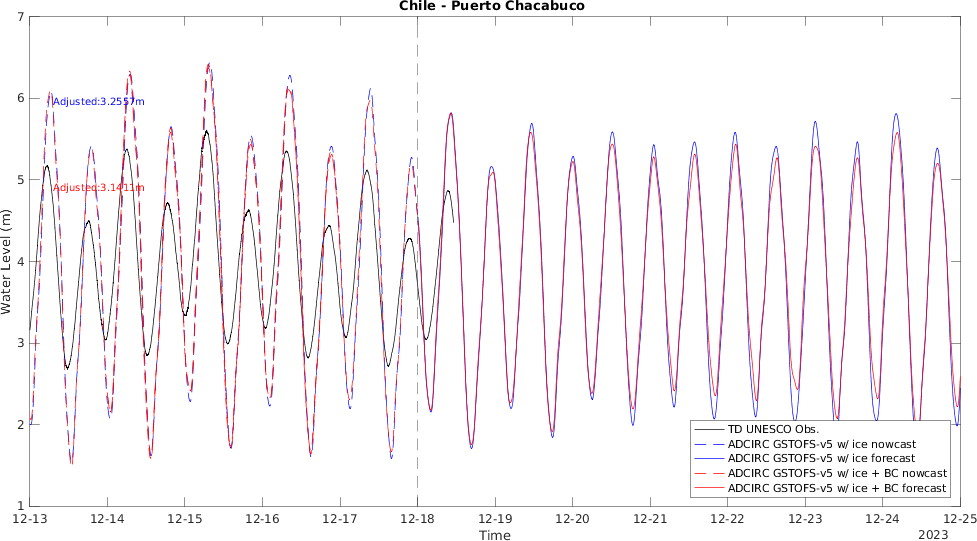 Chile - Puerto Chacabuco
7
6
5
4
3
2
1
Water Level (m)
Adjusted:3.2557m
Adjusted:3.1411m
TD UNESCO Obs.
ADCIRC GSTOFS-v5 w/ ice nowcast
ADCIRC GSTOFS-v5 w/ ice forecast
ADCIRC GSTOFS-v5 w/ ice + BC nowcast
ADCIRC GSTOFS-v5 w/ ice + BC forecast
12-13 12-14 12-15 12-16 12-17 12-18 12-19 12-20 12-21 12-22 12-23 12-24 12-25
Time
2023